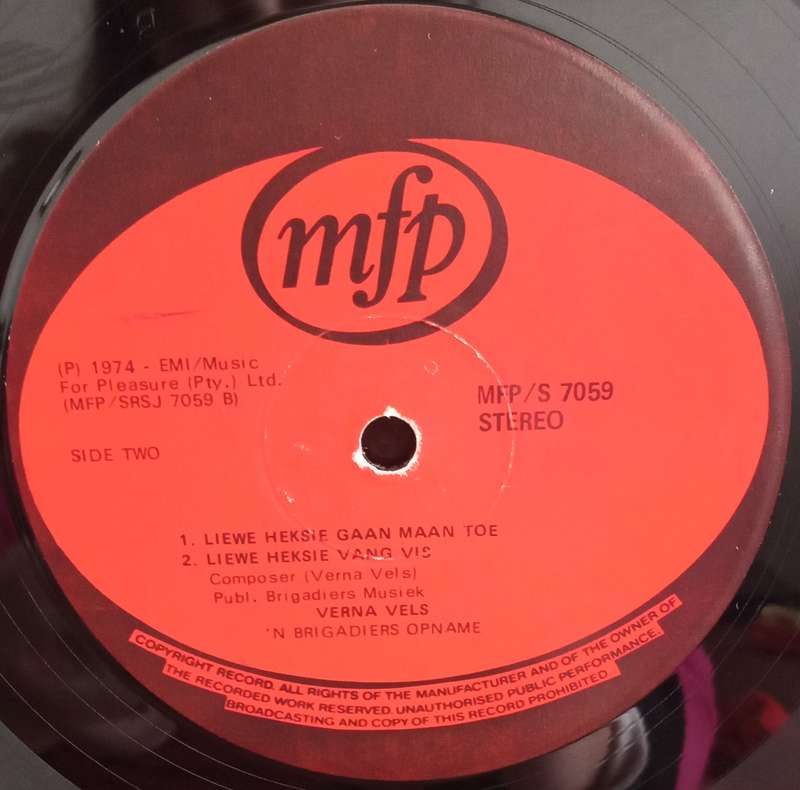 mfp
(P) 1974 - EMI/Music
For Pleasure (Pty.) Ltd.
(MFP/SRSJ 7059 B)
MFP/S 7059
STEREO
SIDE TWO
1. LIEWE HEKSIE GAAN MAAN TOE
2. LIEWE HEKSIE VANG VIS
Composer (Verna Vels)
Publ. Brigadiers Musiek
VERNA VELS
'N BRIGADIERS OPNAME
COPYRIGHT RECORD. ALL RIGHTS OF THE MANUFACTURER AND OF THE OWNER OF
THE RECORDED WORK RESERVED. UNAUTHORISED PUBLIC PERFORMANCE,
BROADCASTING AND COPY OF THIS RECORD PROHIBITED